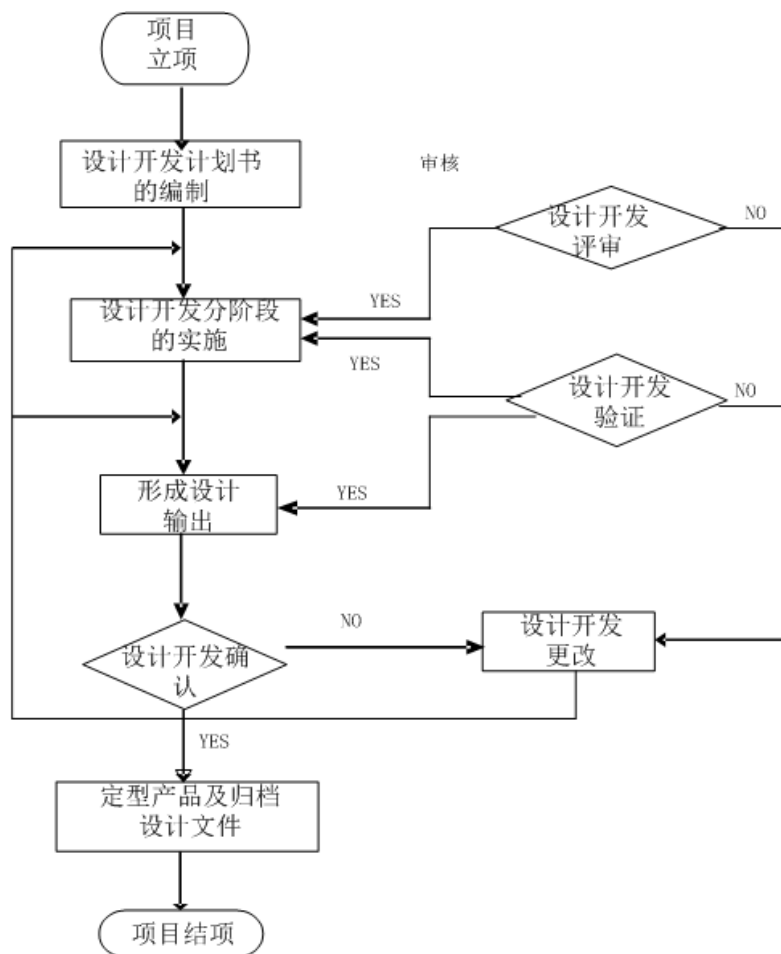 项目
立项
设计开发计划书
的编制
审核
设计开发
评审
NO
YES
设计开发分阶段
的实施
YES
设计开发
验证
NO
形成设计
输出
YES
设计开发确
认
NO
设计开发
更改
YES
定型产品及归档
设计文件
项目结项